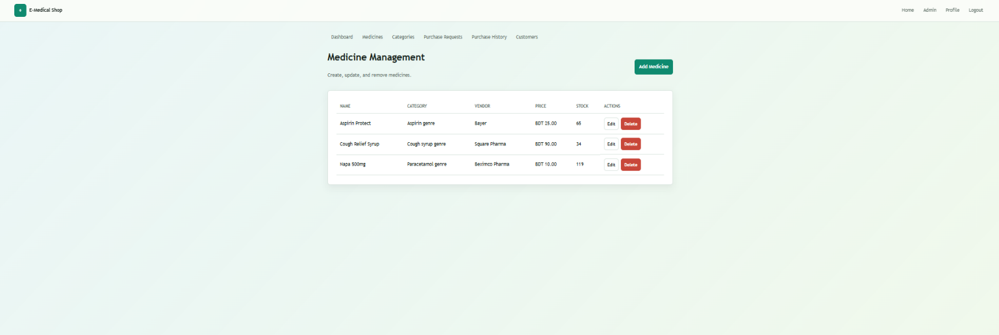 + E-Medical Shop Home Admin Profile Logout
Dashboard Medicines Categories Purchase Requests Purchase History Customers
Medicine Management
Add Medicine
Create, update, and remove medicines.
NAME CATEGORY VENDOR PRICE STOCK ACTIONS
Aspirin Protect Aspirin genre Bayer BDT 25.00 65 Edit Delete
Cough Relief Syrup Cough syrup genre Square Pharma BDT 90.00 34 Edit Delete
Napa 500mg Paracetamol genre Beximco Pharma BDT 10.00 119 Edit Delete